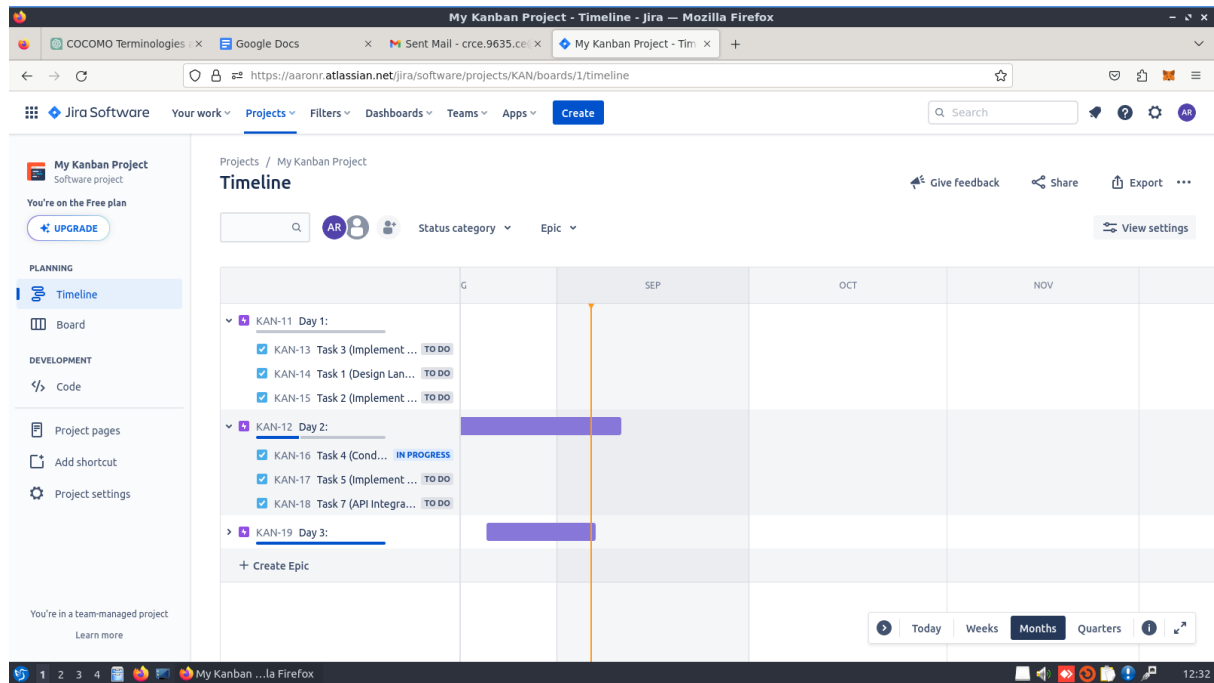 My Kanban Project - Timeline - Jira — Mozilla Firefox
COCOMO Terminologies
Google Docs
Sent Mail - crce.9635.ce
My Kanban Project - Tim
https://aaronr.atlassian.net/jira/software/projects/KAN/boards/1/timeline
Jira Software Your work Projects Filters Dashboards Teams Apps Create Search AR
My Kanban Project
Software project
You're on the Free plan
UPGRADE
PLANNING
Timeline
Board
DEVELOPMENT
Code
Project pages
Add shortcut
Project settings
You're in a team-managed project
Learn more
Projects / My Kanban Project
Timeline
Give feedback Share Export
AR Status category Epic View settings
G SEP OCT NOV
KAN-11 Day 1:
KAN-13 Task 3 (Implement ... TO DO
KAN-14 Task 1 (Design Lan... TO DO
KAN-15 Task 2 (Implement ... TO DO
KAN-12 Day 2:
KAN-16 Task 4 (Cond... IN PROGRESS
KAN-17 Task 5 (Implement ... TO DO
KAN-18 Task 7 (API Integra... TO DO
KAN-19 Day 3:
+ Create Epic
Today Weeks Months Quarters
1 2 3 4 My Kanban ...la Firefox 12:32